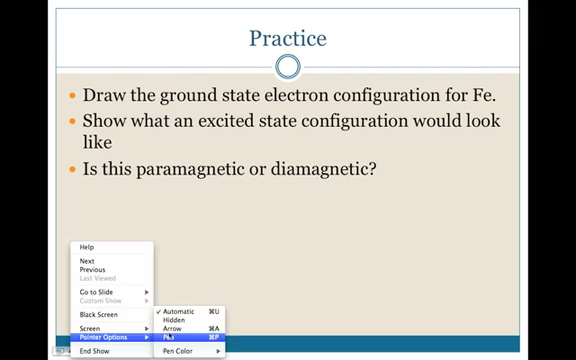 Practice
Draw the ground state electron configuration for Fe.
Show what an excited state configuration would look
like
Is this paramagnetic or diamagnetic?
Help
Next
Previous
Last Viewed
Go to Slide
Custom Show
Black Screen
Screen
Pointer Options
End Show
✓ Automatic ⌘U
Hidden
Arrow ⌘A
Pen ⌘P
Pen Color